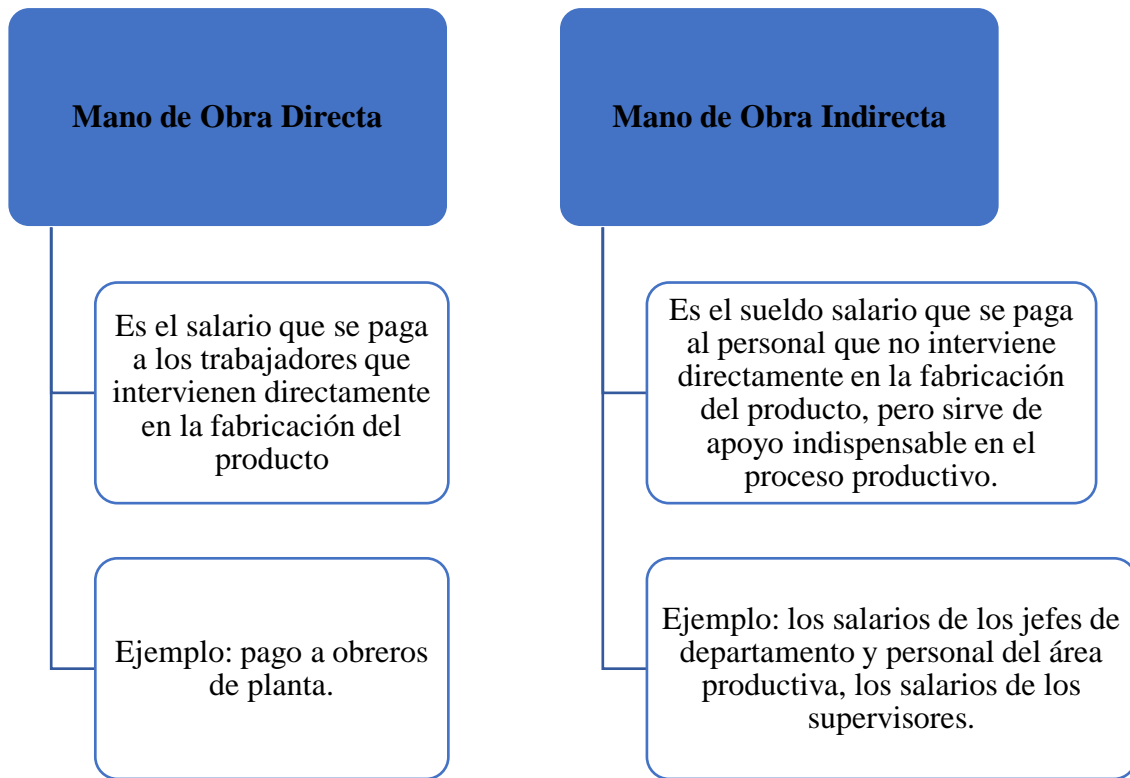 Mano de Obra Directa
Es el salario que se paga
a los trabajadores que
intervienen directamente
en la fabricación del
producto
Ejemplo: pago a obreros
de planta.
Mano de Obra Indirecta
Es el sueldo salario que se paga
al personal que no interviene
directamente en la fabricación
del producto, pero sirve de
apoyo indispensable en el
proceso productivo.
Ejemplo: los salarios de los jefes de
departamento y personal del área
productiva, los salarios de los
supervisores.